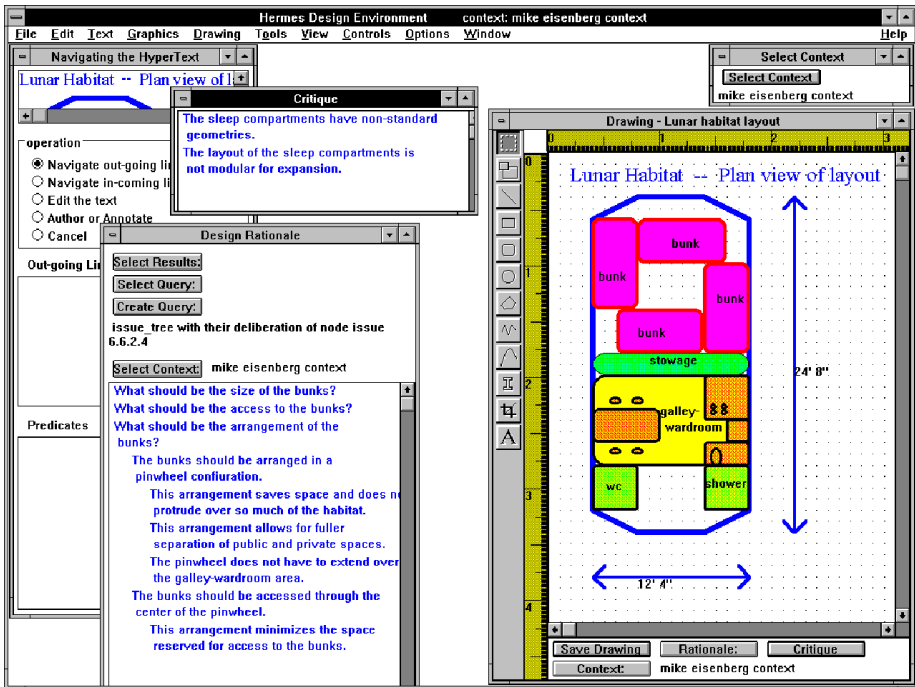 Hermes Design Environment context: mike eisenberg context
File Edit Text Graphics Drawing Tools View Controls Options Window Help
Navigating the HyperText
Lunar Habitat -- Plan view of l
operation
Navigate out-going li
Navigate in-coming li
Edit the text
Author or Annotate
Cancel
Out-going Li
Predicates
Critique
The sleep compartments have non-standard
geometries.
The layout of the sleep compartments is
not modular for expansion.
Design Rationale
Select Results:
Select Query:
Create Query:
issue_tree with their deliberation of node issue
6.6.2.4
Select Context: mike eisenberg context
What should be the size of the bunks?
What should be the access to the bunks?
What should be the arrangement of the
bunks?
The bunks should be arranged in a
pinwheel confiuration.
This arrangement saves space and does no
protrude over so much of the habitat.
This arrangement allows for fuller
separation of public and private spaces.
The pinwheel does not have to extend over
the galley-wardroom area.
The bunks should be accessed through the
center of the pinwheel.
This arrangement minimizes the space
reserved for access to the bunks.
Select Context
Select Context
mike eisenberg context
Drawing - Lunar habitat layout
0 1 2 3
0
1
2
3
4
A
Lunar Habitat -- Plan view of layout
bunk
bunk
bunk
bunk
stowage
24' 8"
galley-
wardroom
wc
shower
12' 4"
Save Drawing Rationale: Critique
Context: mike eisenberg context